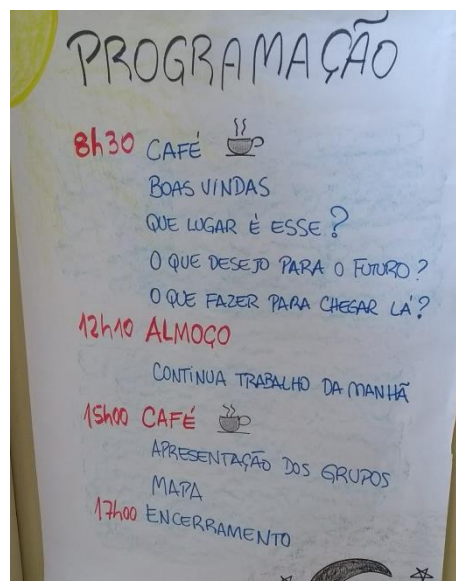 PROGRAMAÇÃO
8h30 CAFÉ
BOAS VINDAS
QUE LUGAR É ESSE?
O QUE DESEJO PARA O FUTURO?
O QUE FAZER PARA CHEGAR LÁ?
12h10 ALMOÇO
CONTINUA TRABALHO DA MANHÃ
15h00 CAFÉ
APRESENTAÇÃO DOS GRUPOS
MAPA
17h00 ENCERRAMENTO